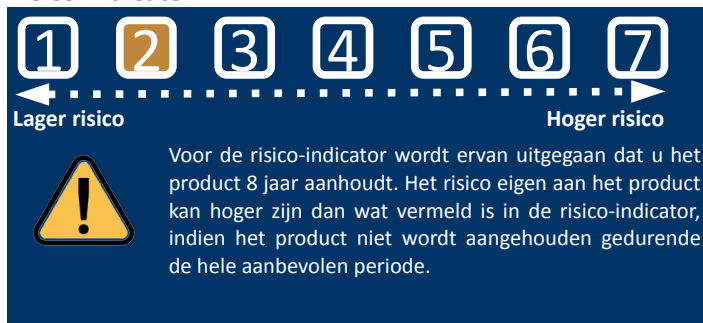 1 2 3 4 5 6 7
Lager risico Hoger risico
Voor de risico-indicator wordt ervan uitgegaan dat u het
product 8 jaar aanhoudt. Het risico eigen aan het product
kan hoger zijn dan wat vermeld is in de risico-indicator,
indien het product niet wordt aangehouden gedurende
de hele aanbevolen periode.